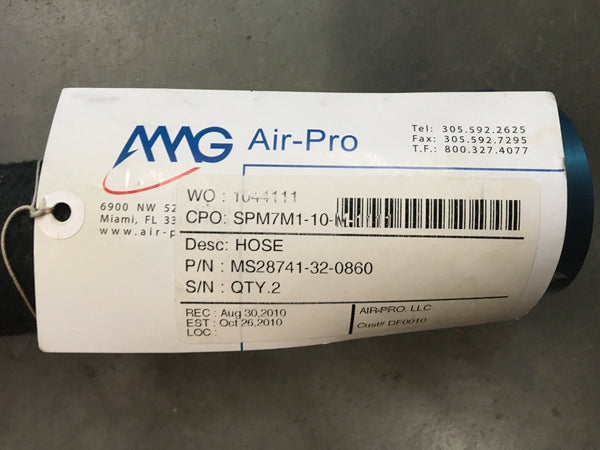 AMG Air-Pro
Tel: 305.592.2625
Fax: 305.592.7295
T.F.: 800.327.4077
6900 NW 52
Miami, FL 33
www.air-p
WO : 1044111
CPO: SPM7M1-10-
Desc: HOSE
P/N : MS28741-32-0860
S/N : QTY.2
REC : Aug 30,2010
EST : Oct 26,2010
LOC :
AIR-PRO, LLC
Cust# DF0010